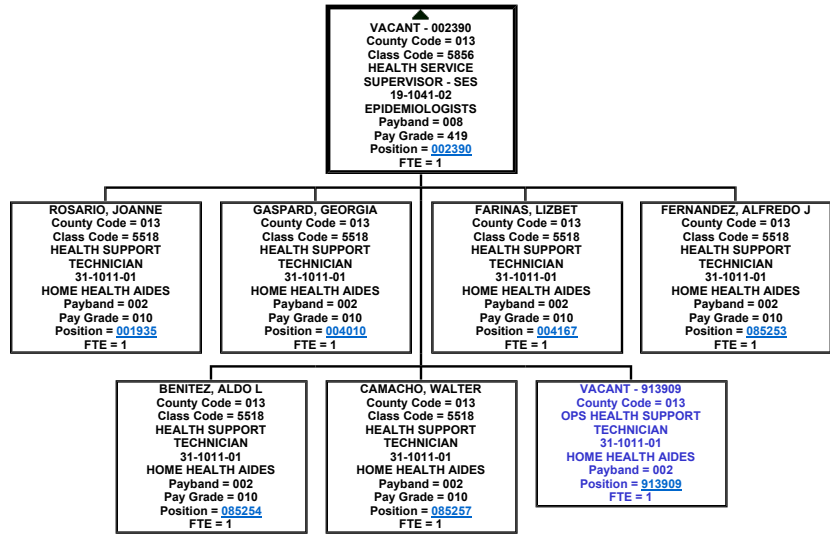 VACANT - 002390
County Code = 013
Class Code = 5856
HEALTH SERVICE
SUPERVISOR - SES
19-1041-02
EPIDEMIOLOGISTS
Payband = 008
Pay Grade = 419
Position = 002390
FTE = 1
ROSARIO, JOANNE
County Code = 013
Class Code = 5518
HEALTH SUPPORT
TECHNICIAN
31-1011-01
HOME HEALTH AIDES
Payband = 002
Pay Grade = 010
Position = 001935
FTE = 1
GASPARD, GEORGIA
County Code = 013
Class Code = 5518
HEALTH SUPPORT
TECHNICIAN
31-1011-01
HOME HEALTH AIDES
Payband = 002
Pay Grade = 010
Position = 004010
FTE = 1
FARINAS, LIZBET
County Code = 013
Class Code = 5518
HEALTH SUPPORT
TECHNICIAN
31-1011-01
HOME HEALTH AIDES
Payband = 002
Pay Grade = 010
Position = 004167
FTE = 1
FERNANDEZ, ALFREDO J
County Code = 013
Class Code = 5518
HEALTH SUPPORT
TECHNICIAN
31-1011-01
HOME HEALTH AIDES
Payband = 002
Pay Grade = 010
Position = 085253
FTE = 1
BENITEZ, ALDO L
County Code = 013
Class Code = 5518
HEALTH SUPPORT
TECHNICIAN
31-1011-01
HOME HEALTH AIDES
Payband = 002
Pay Grade = 010
Position = 085254
FTE = 1
CAMACHO, WALTER
County Code = 013
Class Code = 5518
HEALTH SUPPORT
TECHNICIAN
31-1011-01
HOME HEALTH AIDES
Payband = 002
Pay Grade = 010
Position = 085257
FTE = 1
VACANT - 913909
County Code = 013
OPS HEALTH SUPPORT
TECHNICIAN
31-1011-01
HOME HEALTH AIDES
Payband = 002
Position = 913909
FTE = 1